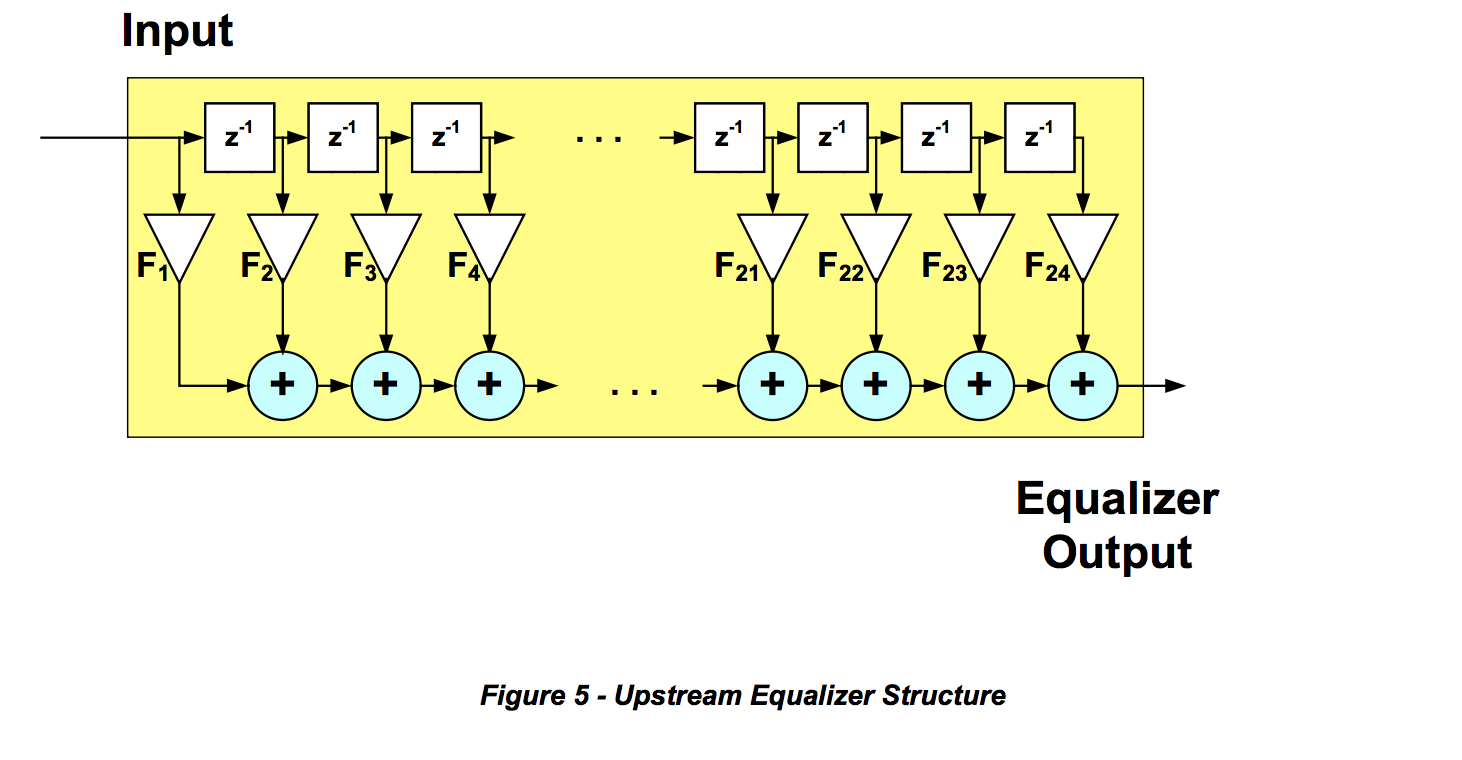 Input
z-1 z-1 z-1 . . . z-1 z-1 z-1 z-1
F1 F2 F3 F4 F21 F22 F23 F24
+ + + . . . + + + +
Equalizer
Output
Figure 5 - Upstream Equalizer Structure